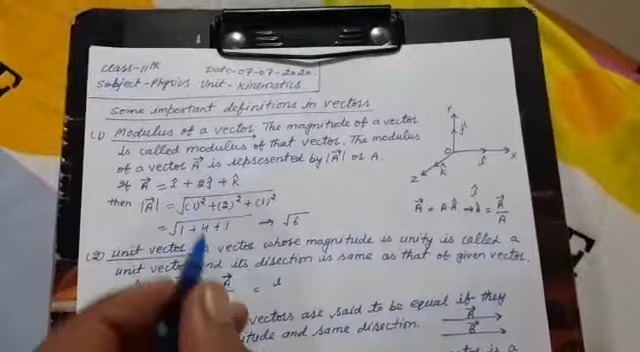 Class-11th Date-07-07-2020
Subject-Physics Unit-Kinematics
Some important definitions in vectors
(1) Modulus of a vector The magnitude of a vector
is called modulus of that vector. The modulus
of a vector A⃗ is represented by |A⃗| or A.
If A⃗ = î + 2ĵ + k̂
then |A⃗| = √(1)² + (2)² + (1)²
= √1 + 4 + 1 → √6
Y
ĵ
O
î
X
k̂
Z
A⃗ = A Â → Â = A⃗/A
(2) unit vector A vector whose magnitude is unity is called a
unit vector and its direction is same as that of given vector.
A⃗ =
vectors are said to be equal if they
and same direction.
A⃗
B⃗
is a